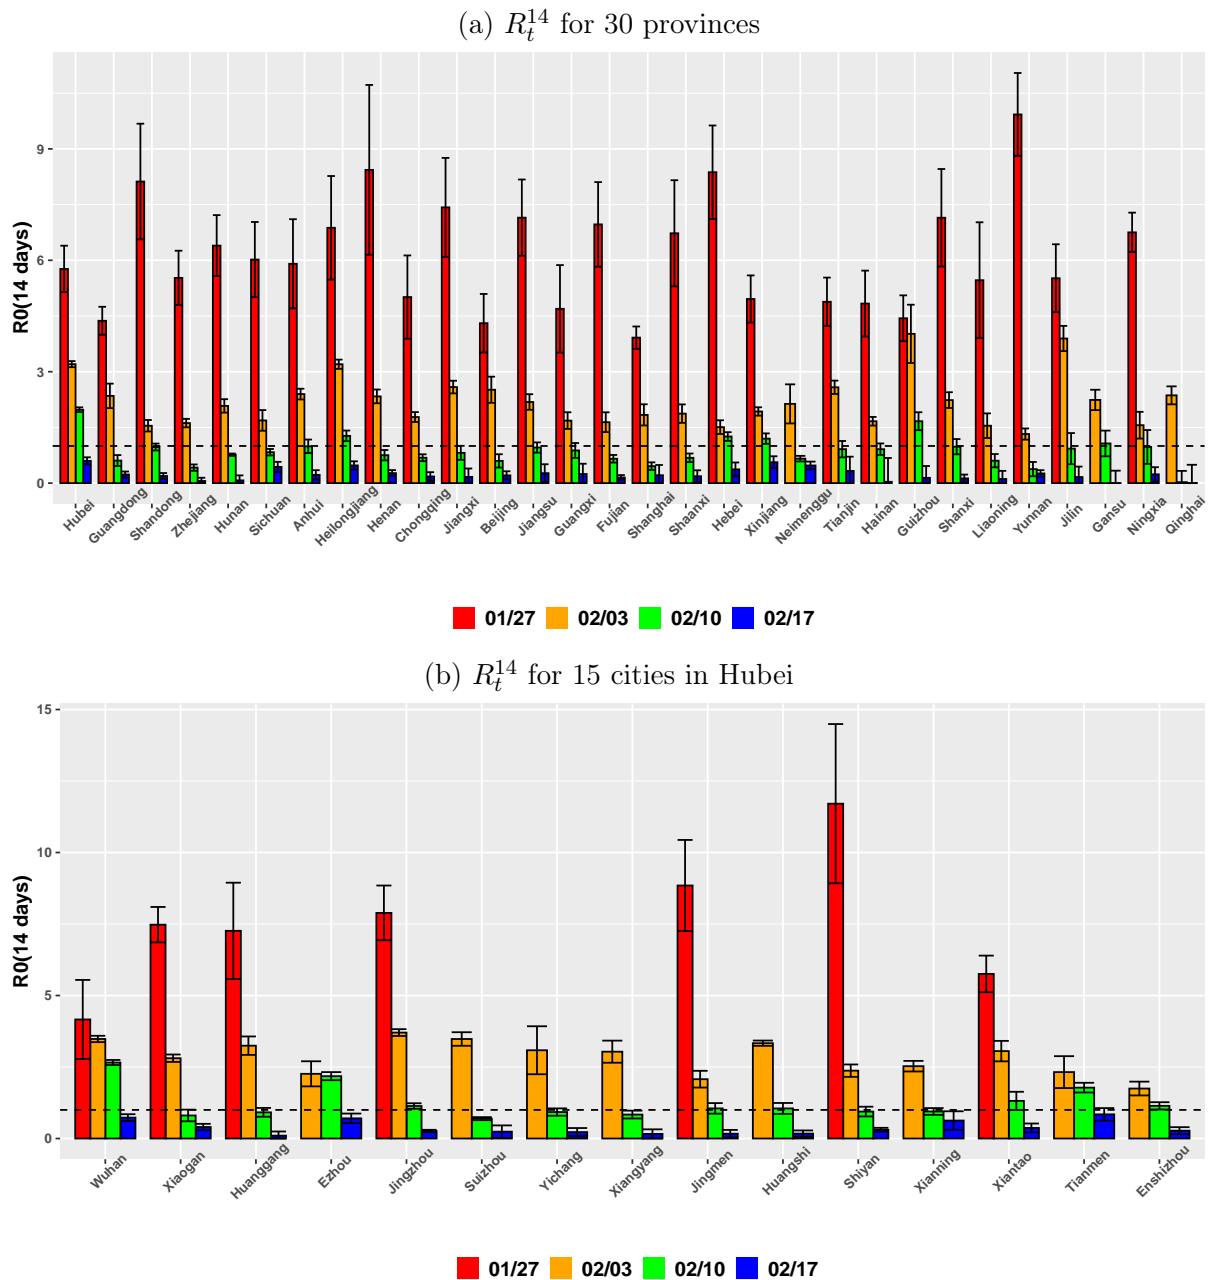 (a) $R_t^{14}$ for 30 provinces
R0(14 days)
9
6
3
0
Hubei
Guangdong
Shandong
Zhejiang
Hunan
Sichuan
Anhui
Heilongjiang
Henan
Chongqing
Jiangxi
Beijing
Jiangsu
Guangxi
Fujian
Shanghai
Shaanxi
Hebei
Xinjiang
Neimenggu
Tianjin
Hainan
Guizhou
Shanxi
Liaoning
Yunnan
Jilin
Gansu
Ningxia
Qinghai
01/27 02/03 02/10 02/17
(b) $R_t^{14}$ for 15 cities in Hubei
R0(14 days)
15
10
5
0
Wuhan
Xiaogan
Huanggang
Ezhou
Jingzhou
Suizhou
Yichang
Xiangyang
Jingmen
Huangshi
Shiyan
Xianning
Xiantao
Tianmen
Enshizhou
01/27 02/03 02/10 02/17